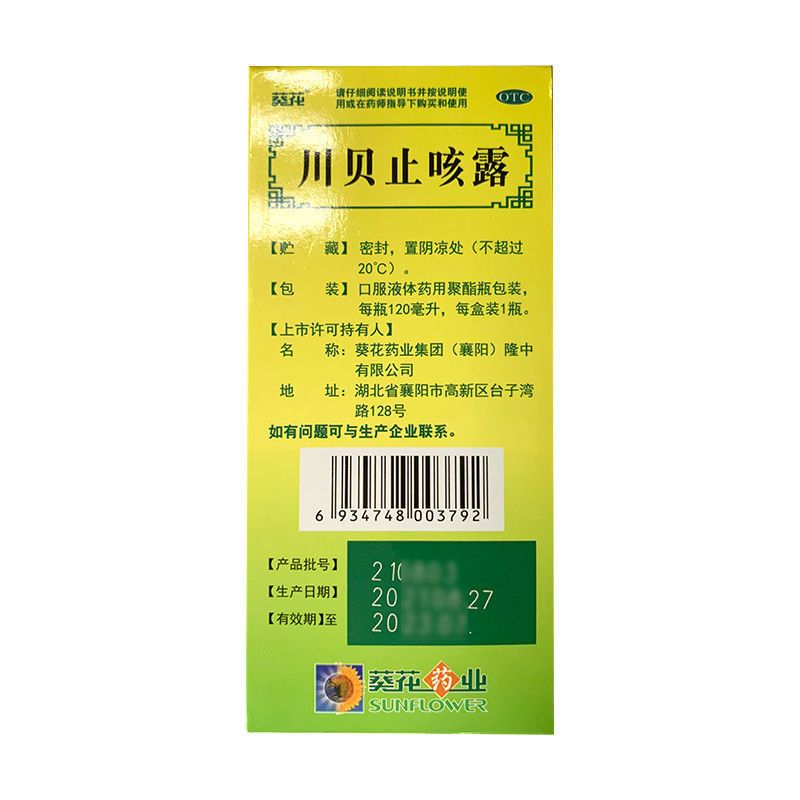 葵花
请仔细阅读说明书并按说明使
用或在药师指导下购买和使用
OTC
川贝止咳露
【贮 藏】密封，置阴凉处（不超过
20℃）。
【包 装】口服液体药用聚酯瓶包装，
每瓶120毫升，每盒装1瓶。
【上市许可持有人】
名 称：葵花药业集团（襄阳）隆中
有限公司
地 址：湖北省襄阳市高新区台子湾
路128号
如有问题可与生产企业联系。
6 934748 003792
【产品批号】 210
【生产日期】 20 27
【有效期】至 20
葵花药业
SUNFLOWER